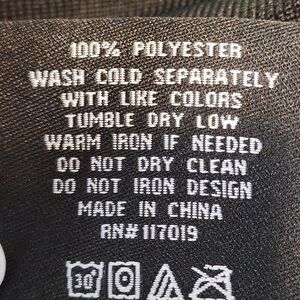 100% POLYESTER
WASH COLD SEPARATELY
WITH LIKE COLORS
TUMBLE DRY LOW
WARM IRON IF NEEDED
DO NOT DRY CLEAN
DO NOT IRON DESIGN
MADE IN CHINA
RN#117019
30°